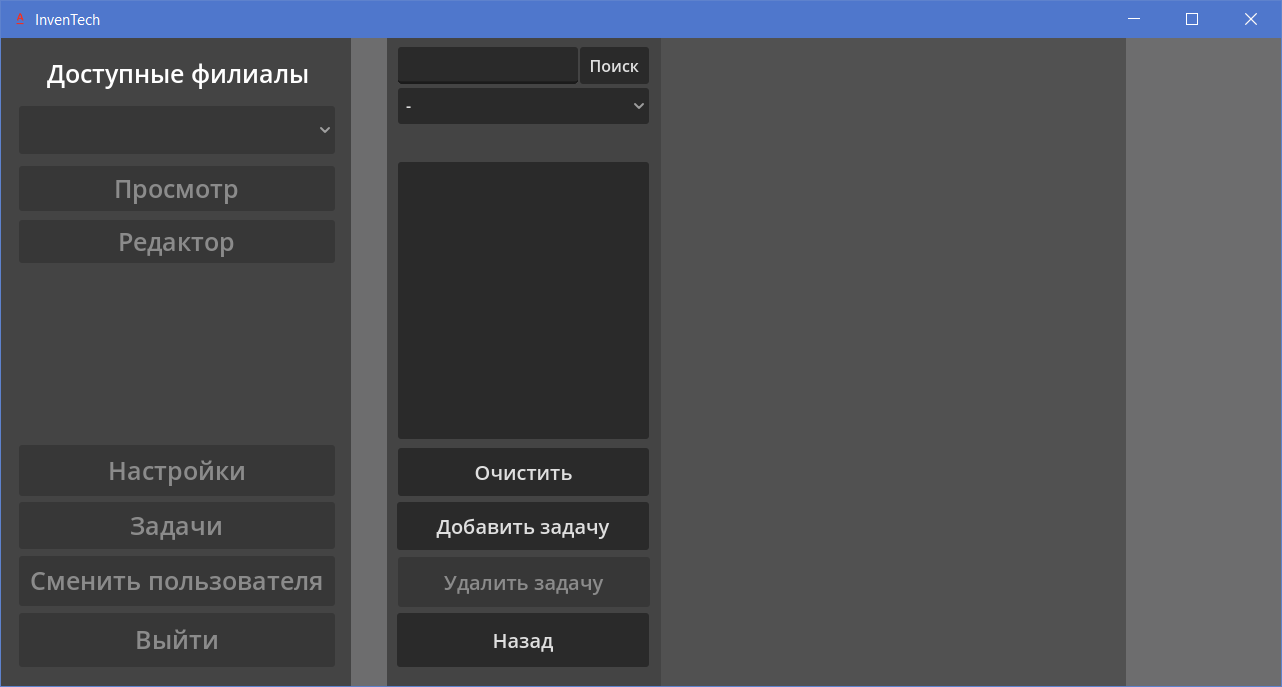 InvenTech
Доступные филиалы
Просмотр
Редактор
Настройки
Задачи
Сменить пользователя
Выйти
Поиск
-
Очистить
Добавить задачу
Удалить задачу
Назад